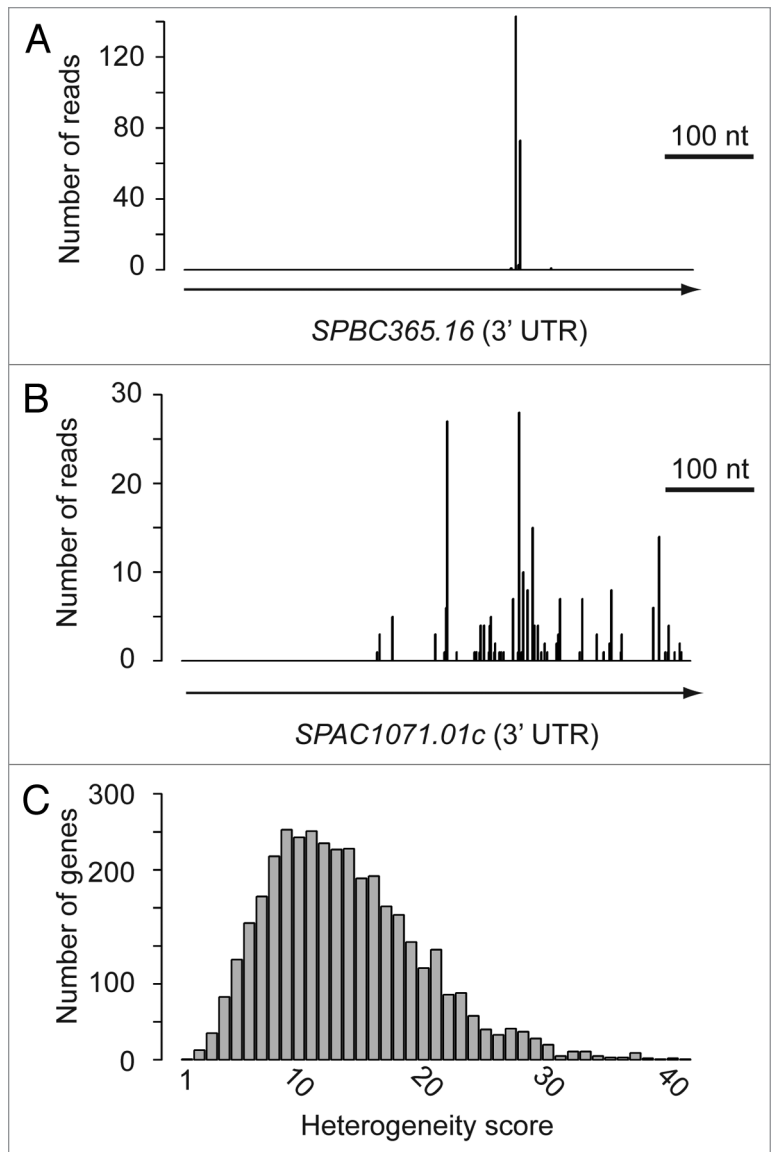 A
Number of reads
120
80
40
0
100 nt
SPBC365.16 (3’ UTR)
B
Number of reads
30
20
10
0
100 nt
SPAC1071.01c (3’ UTR)
C
Number of genes
300
200
100
0
1 10 20 30 40
Heterogeneity score